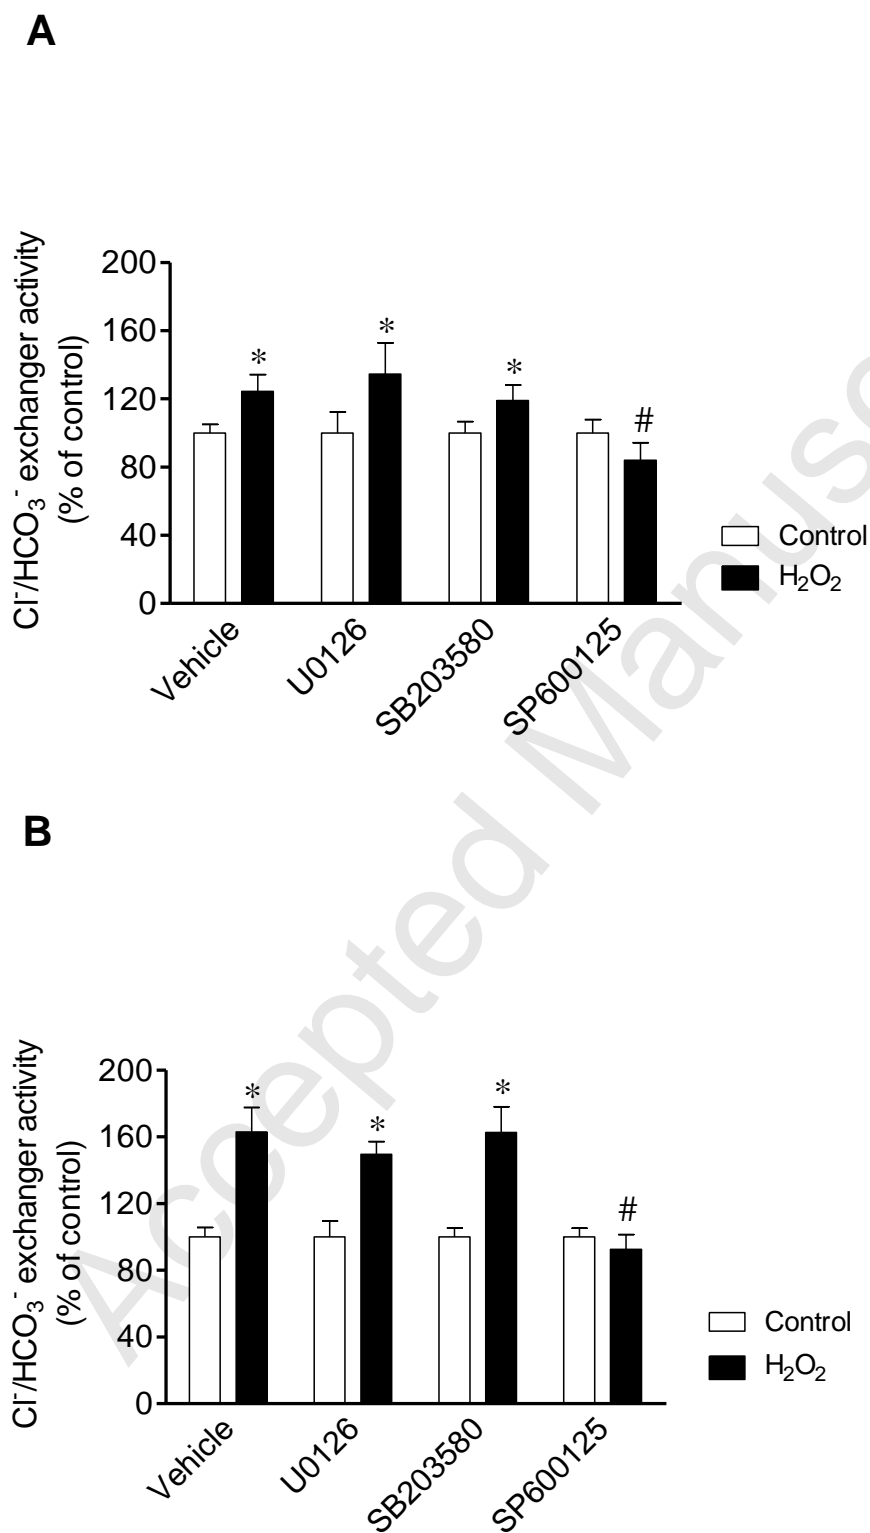 A
Cl⁻/HCO₃⁻ exchanger activity
(% of control)
200
160
120
80
40
0
*
*
*
#
Vehicle
U0126
SB203580
SP600125
Control
H₂O₂
B
Cl⁻/HCO₃⁻ exchanger activity
(% of control)
200
160
120
80
40
0
*
*
*
#
Vehicle
U0126
SB203580
SP600125
Control
H₂O₂
Accepted Manusc